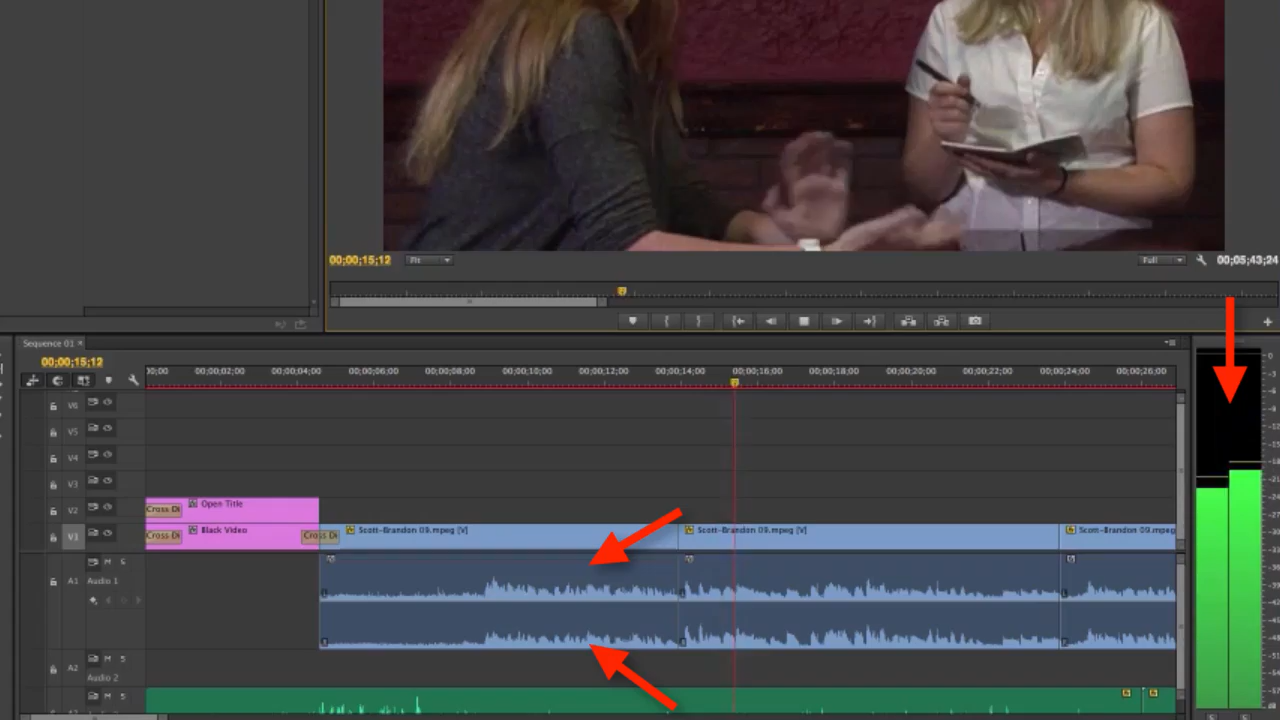 00;00;15;12 Fit Full 00;05;43;24
Sequence 01 ×
00;00;15;12
00;00 00;00;02;00 00;00;04;00 00;00;06;00 00;00;08;00 00;00;10;00 00;00;12;00 00;00;14;00 00;00;16;00 00;00;18;00 00;00;20;00 00;00;22;00 00;00;24;00 00;00;26;00
V6
V5
V4
V3
V2 Cross Di Open Title
V1 Cross Di Black Video Cross Di Scott-Brandon 09.mpeg [V] Scott-Brandon 09.mpeg [V] Scott-Brandon 09.mpeg
M S
A1 Audio 1
M S
A2
Audio 2
M S
0
-3
-6
-9
-12
-15
-18
-21
-24
-27
-30
-33
-36
-39
-42
-45
-48
-51
-54
-57